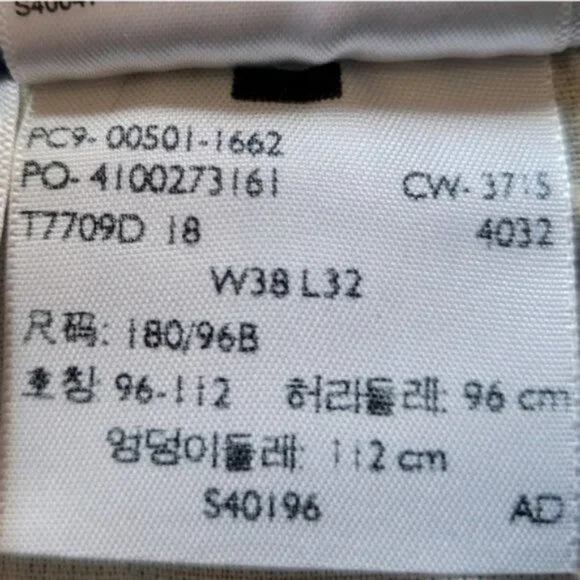 PC9- 00501-1662
PO- 4100273161 CW- 3715
T7709D 18 4032
W38 L32
尺码: 180/96B
호칭 96-112 허리둘레: 96 cm
엉덩이둘레: 112 cm
S40196 AD